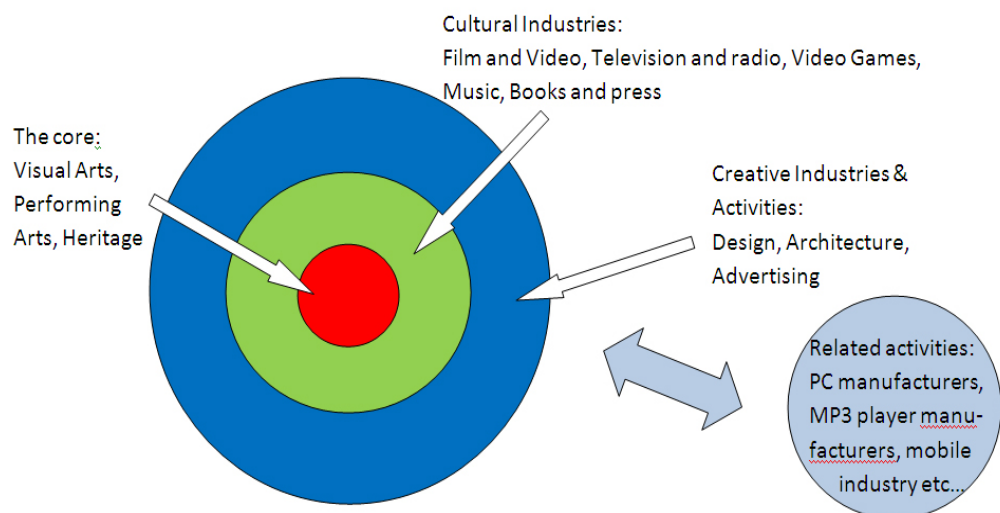 Cultural Industries:
Film and Video, Television and radio, Video Games,
Music, Books and press
The core:
Visual Arts,
Performing
Arts, Heritage
Creative Industries &
Activities:
Design, Architecture,
Advertising
Related activities:
PC manufacturers,
MP3 player manu-
facturers, mobile
industry etc...